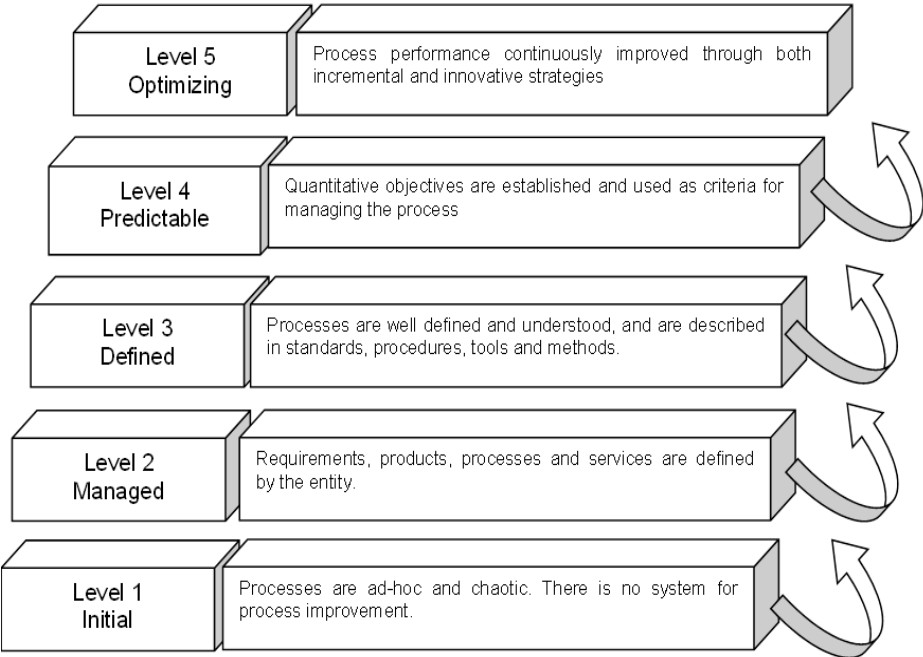 Level 5
Optimizing
Process performance continuously improved through both
incremental and innovative strategies
Level 4
Predictable
Quantitative objectives are established and used as criteria for
managing the process
Level 3
Defined
Processes are well defined and understood, and are described
in standards, procedures, tools and methods.
Level 2
Managed
Requirements, products, processes and services are defined
by the entity.
Level 1
Initial
Processes are ad-hoc and chaotic. There is no system for
process improvement.